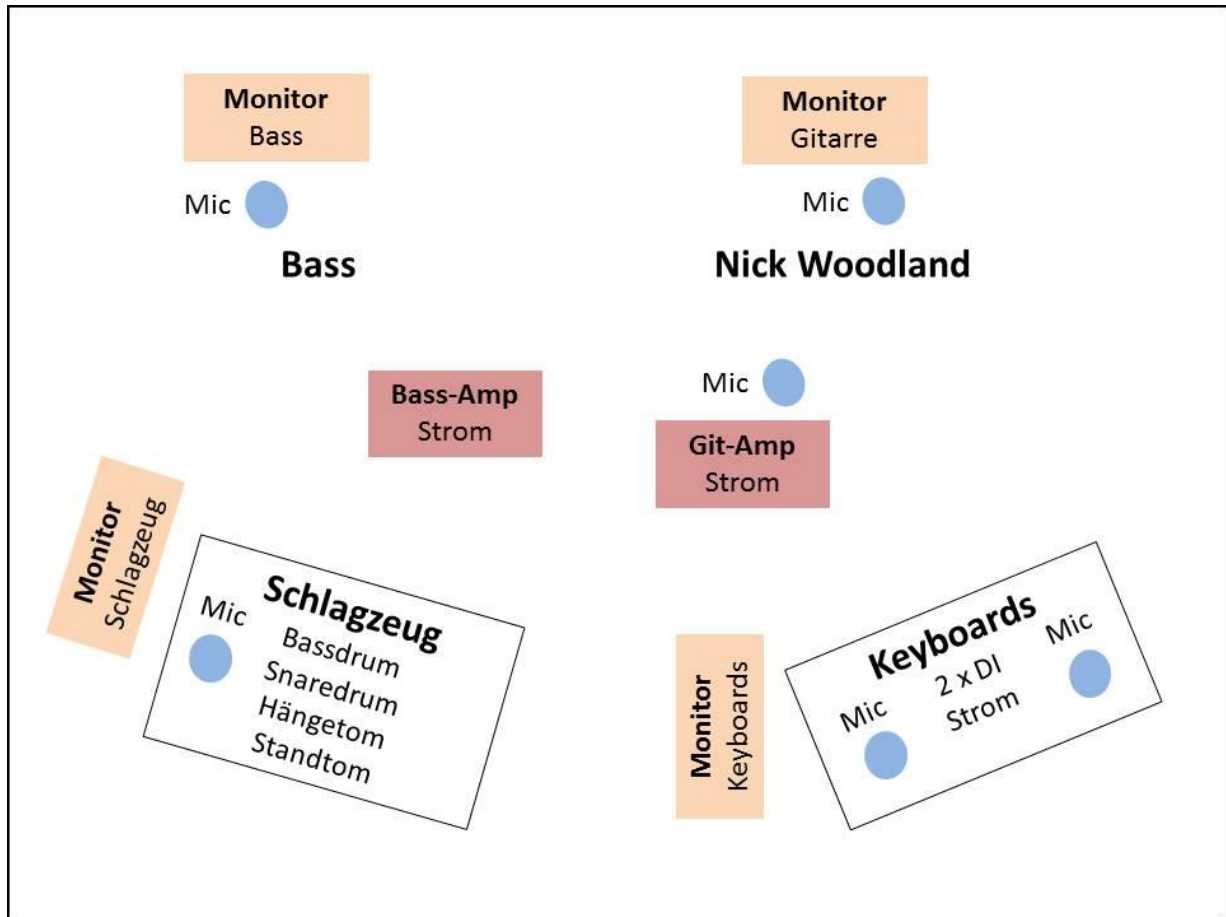 Monitor
Bass
Mic
Bass
Monitor
Gitarre
Mic
Nick Woodland
Bass-Amp
Strom
Mic
Git-Amp
Strom
Monitor
Schlagzeug
Mic
Schlagzeug
Bassdrum
Snaredrum
Hängetom
Standtom
Monitor
Keyboards
Keyboards
2 x DI
Strom
Mic
Mic